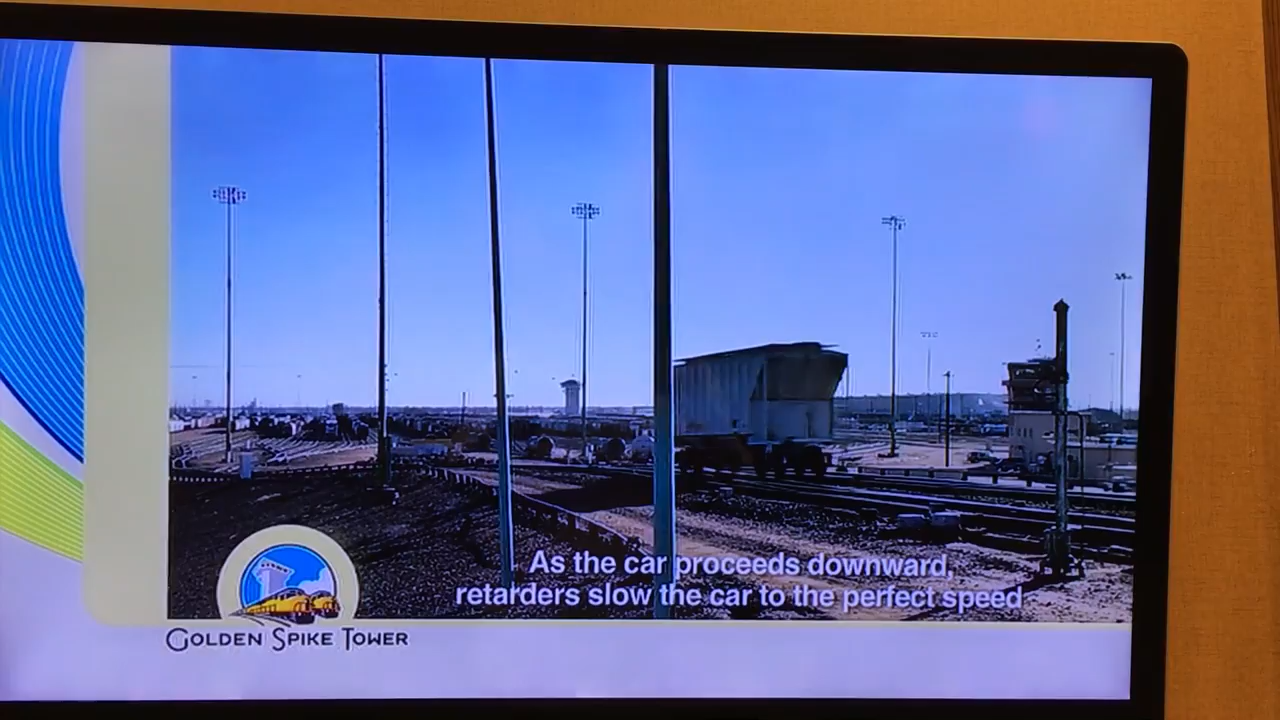 As the car proceeds downward,
retarders slow the car to the perfect speed
GOLDEN SPIKE TOWER